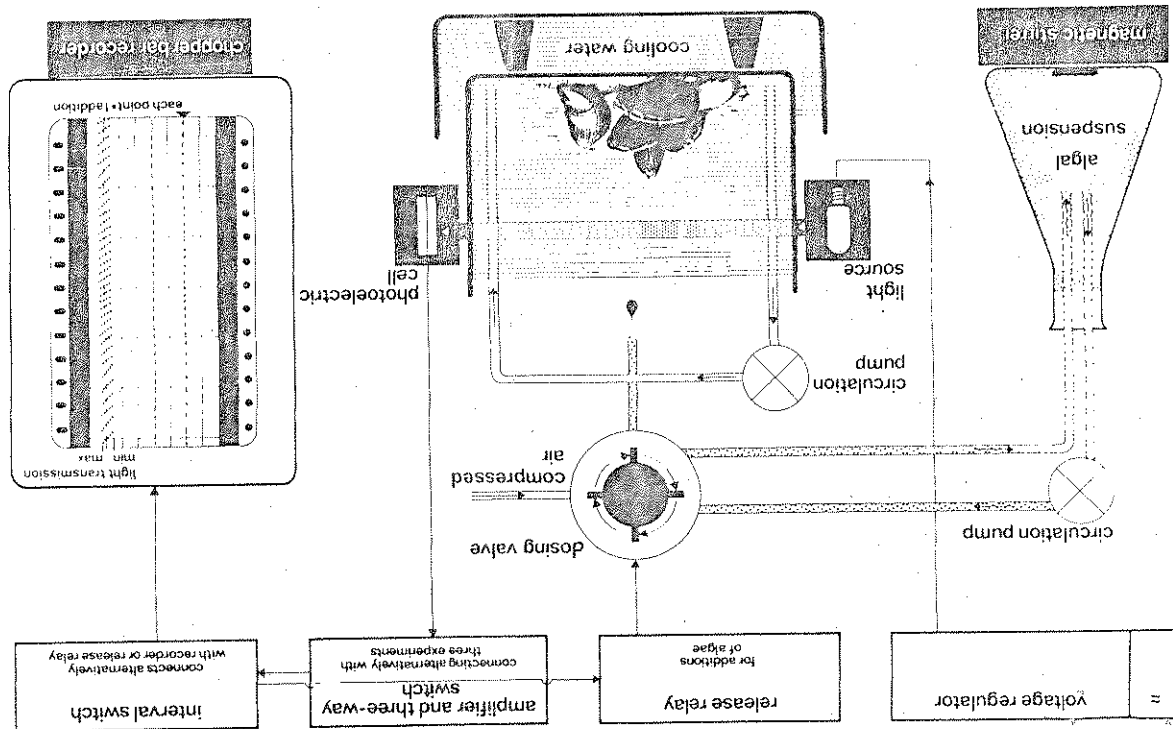 ≈
voltage regulator
release relay
for additions
of algae
amplifier and three-way
switch
connecting alternatively with
three experiments
interval switch
connects alternatively
with recorder or release relay
circulation pump
dosing valve
compressed
air
light transmission
min max
circulation
pump
light
source
photoelectric
cell
algal
suspension
each point = 1 addition
magnetic stirrer
cooling water
chopper bar recorder